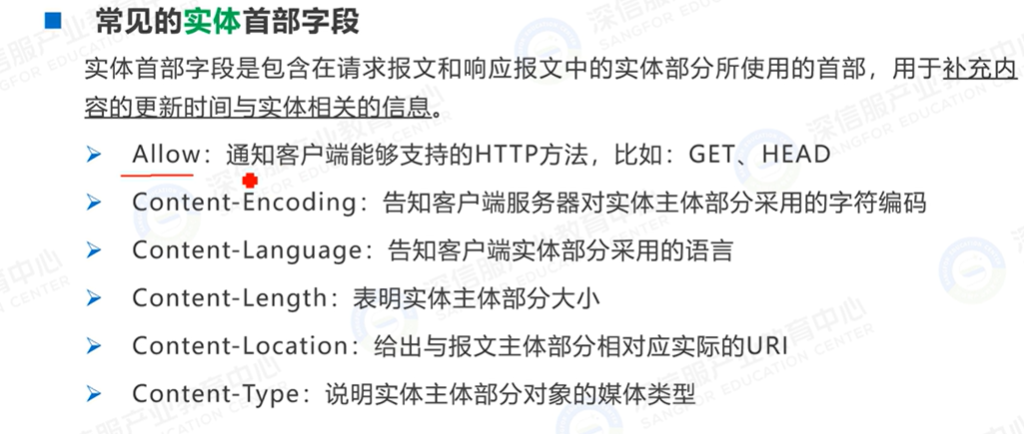 常见的实体首部字段
实体首部字段是包含在请求报文和响应报文中的实体部分所使用的首部，用于补充内
容的更新时间与实体相关的信息。
Allow：通知客户端能够支持的HTTP方法，比如：GET、HEAD
Content-Encoding：告知客户端服务器对实体主体部分采用的字符编码
Content-Language：告知客户端实体部分采用的语言
Content-Length：表明实体主体部分大小
Content-Location：给出与报文主体部分相对应实际的URI
Content-Type：说明实体主体部分对象的媒体类型
深信服产业教育中心
SANGFOR EDUCATION CENTER